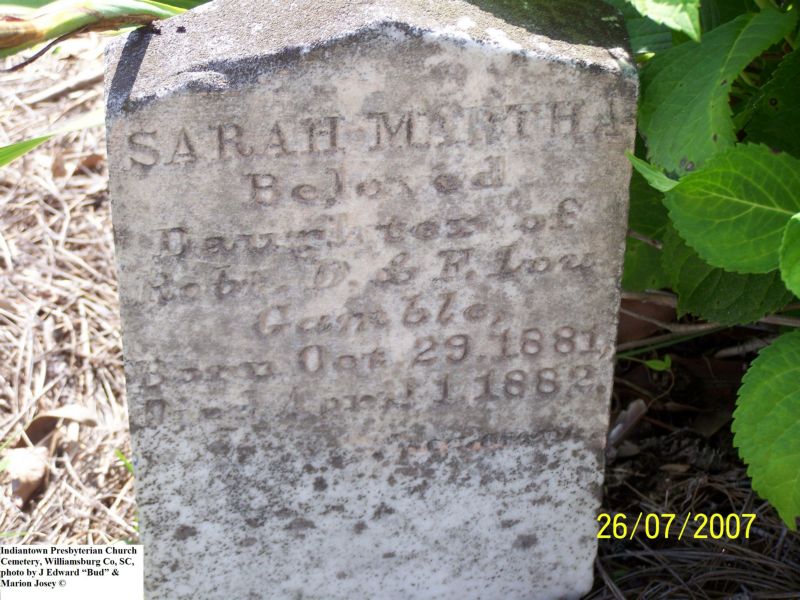 SARAH MARTHA
Beloved
Daughter of
Robt. D. & F. Lou
Gamble,
Born Oct. 29. 1881,
Died April 1. 1882.
26/07/2007
Indiantown Presbyterian Church
Cemetery, Williamsburg Co, SC,
photo by J Edward “Bud” &
Marion Josey ©